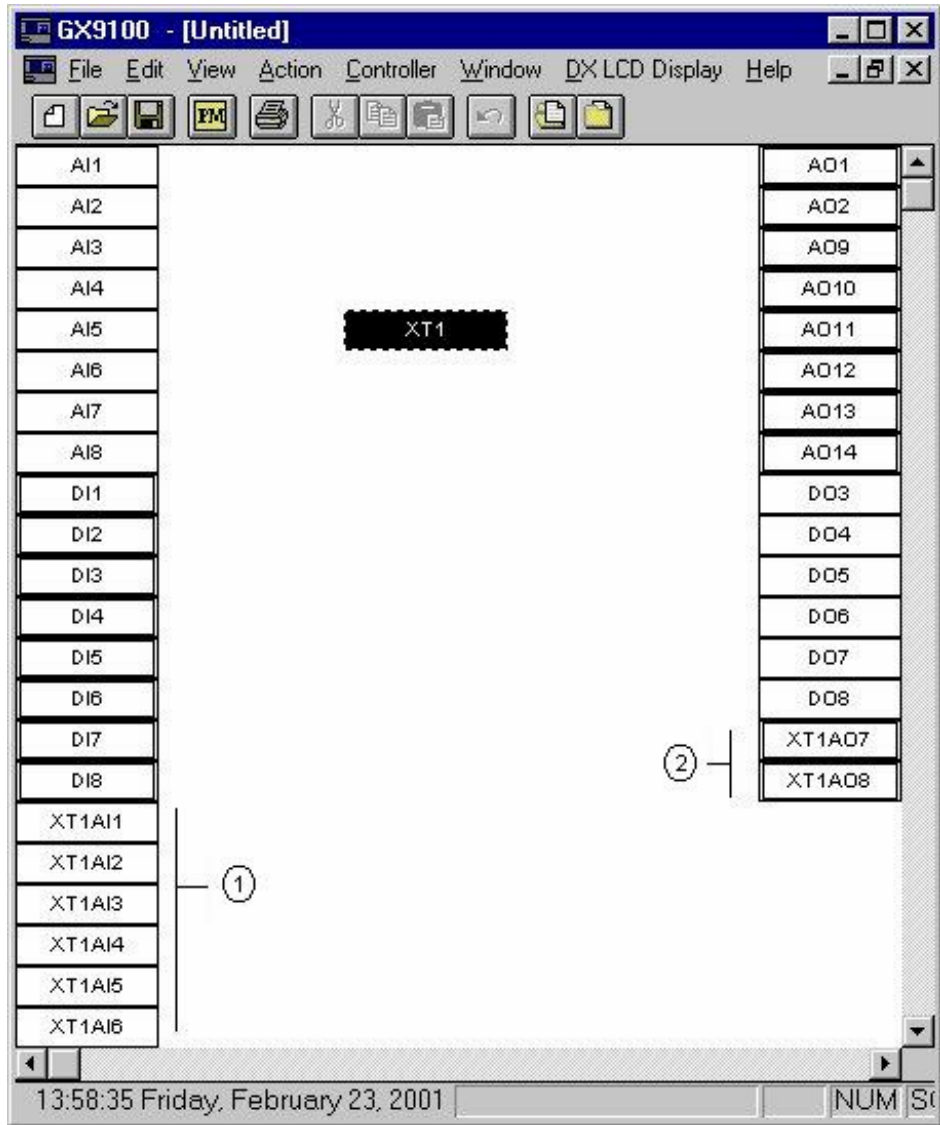 GX9100 - [Untitled]
File Edit View Action Controller Window DX LCD Display Help
PM
AI1
AI2
AI3
AI4
AI5
AI6
AI7
AI8
DI1
DI2
DI3
DI4
DI5
DI6
DI7
DI8
XT1AI1
XT1AI2
XT1AI3
XT1AI4
XT1AI5
XT1AI6
1
XT1
2
AO1
AO2
AO9
AO10
AO11
AO12
AO13
AO14
DO3
DO4
DO5
DO6
DO7
DO8
XT1AO7
XT1AO8
13:58:35 Friday, February 23, 2001
NUM